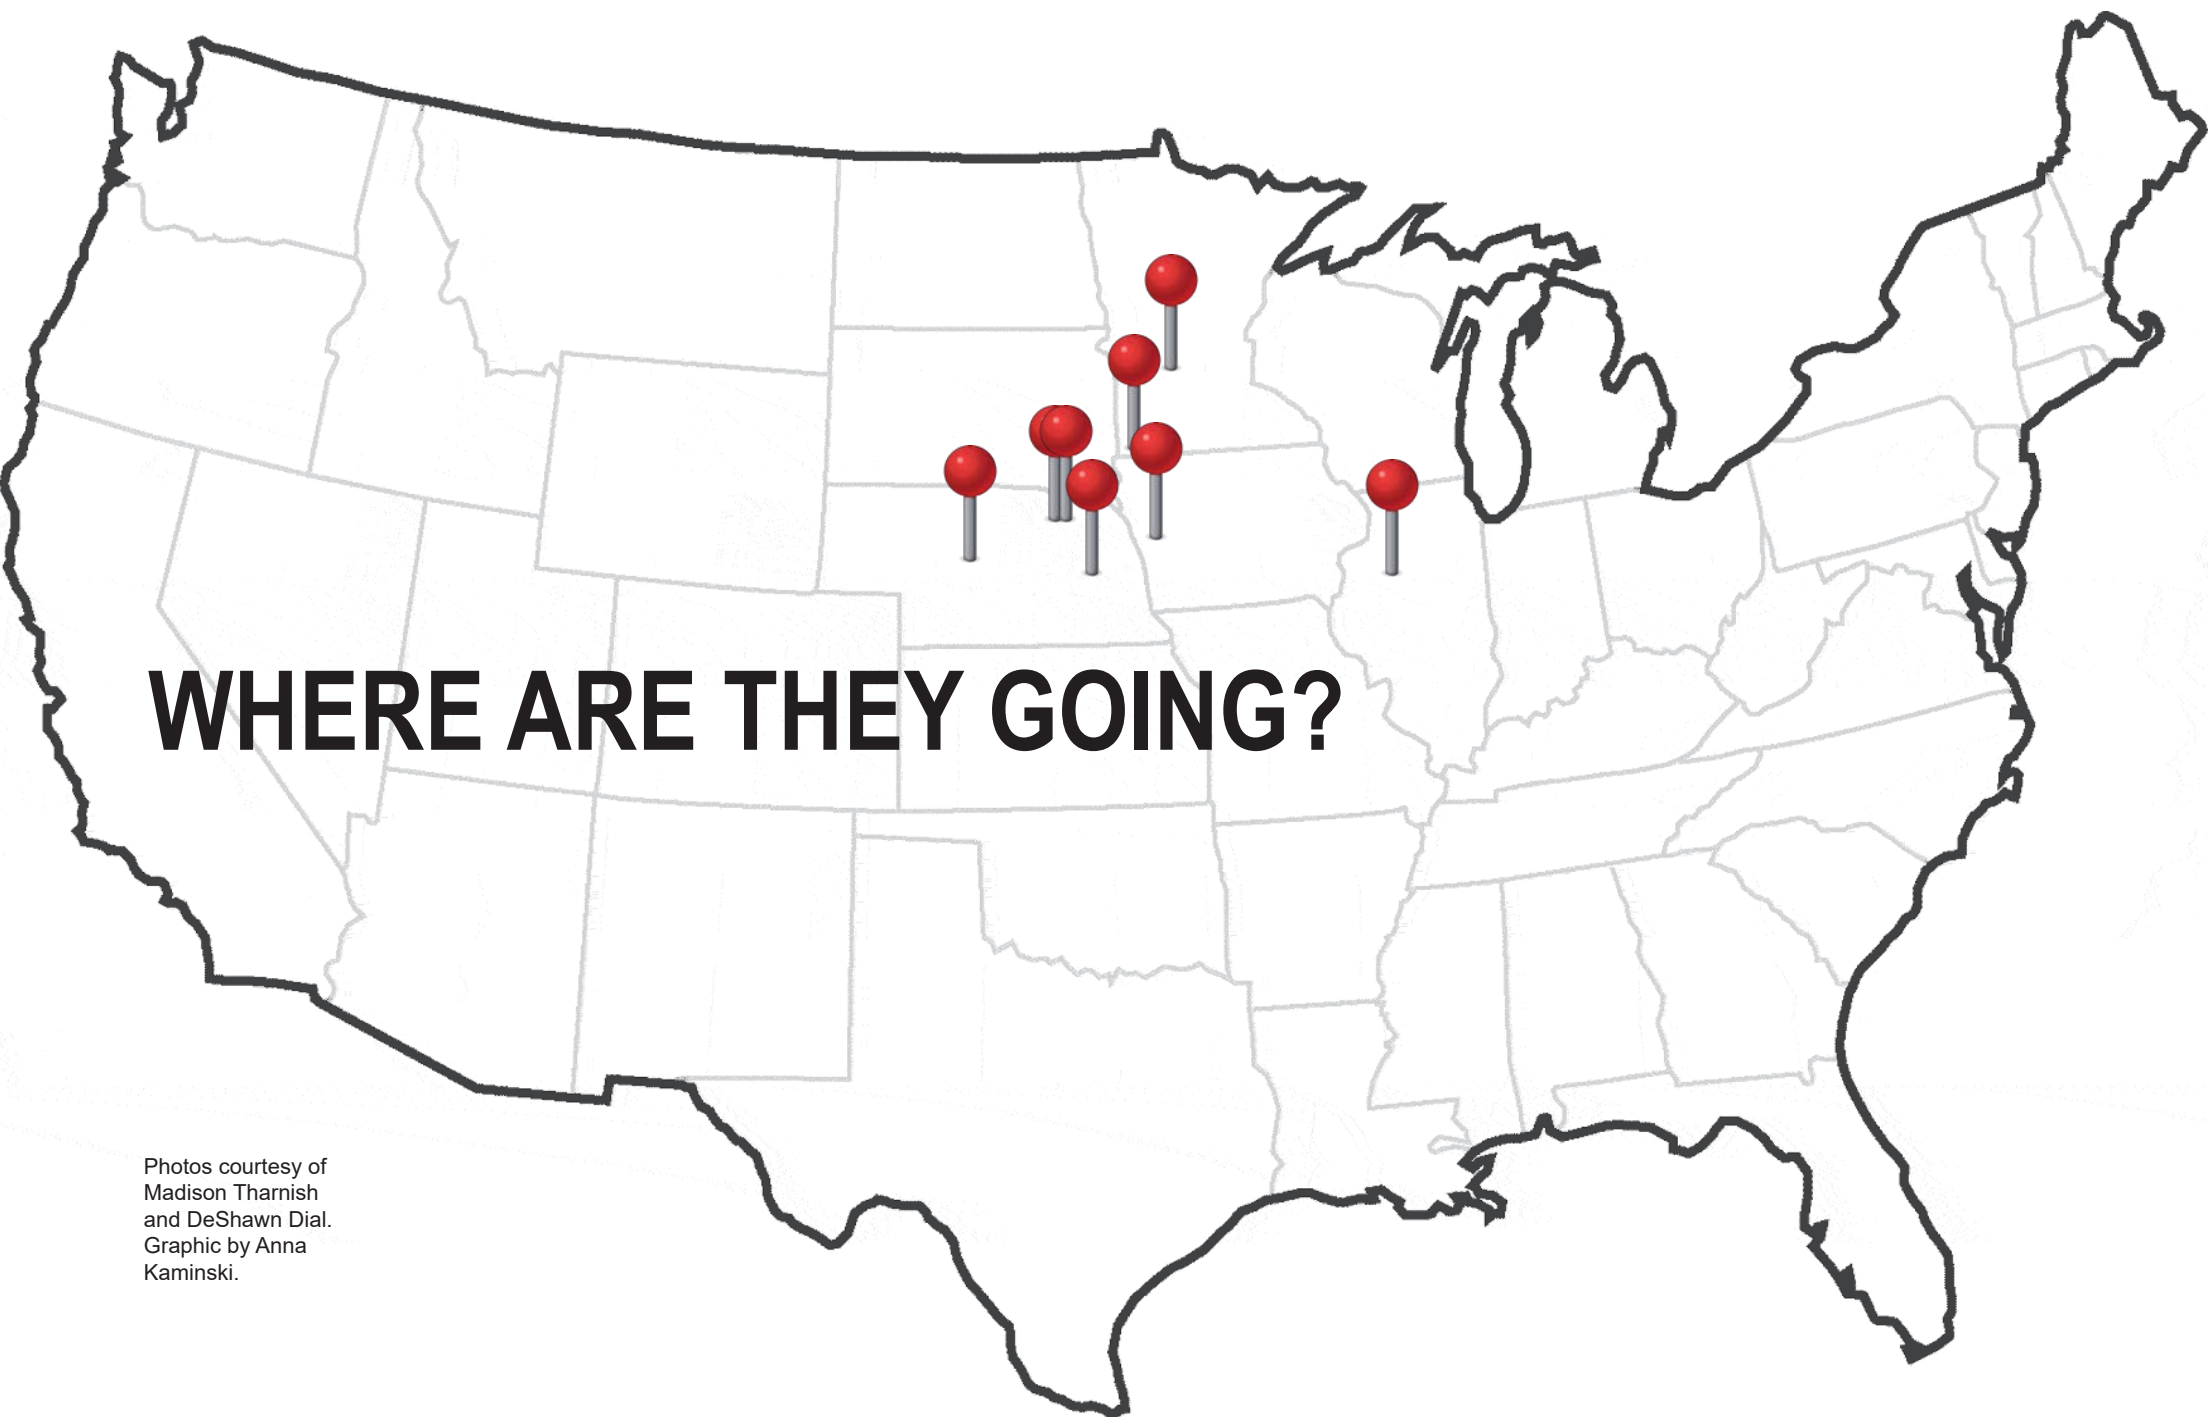 WHERE ARE THEY GOING?
Photos courtesy of
Madison Tharnish
and DeShawn Dial.
Graphic by Anna
Kaminski.